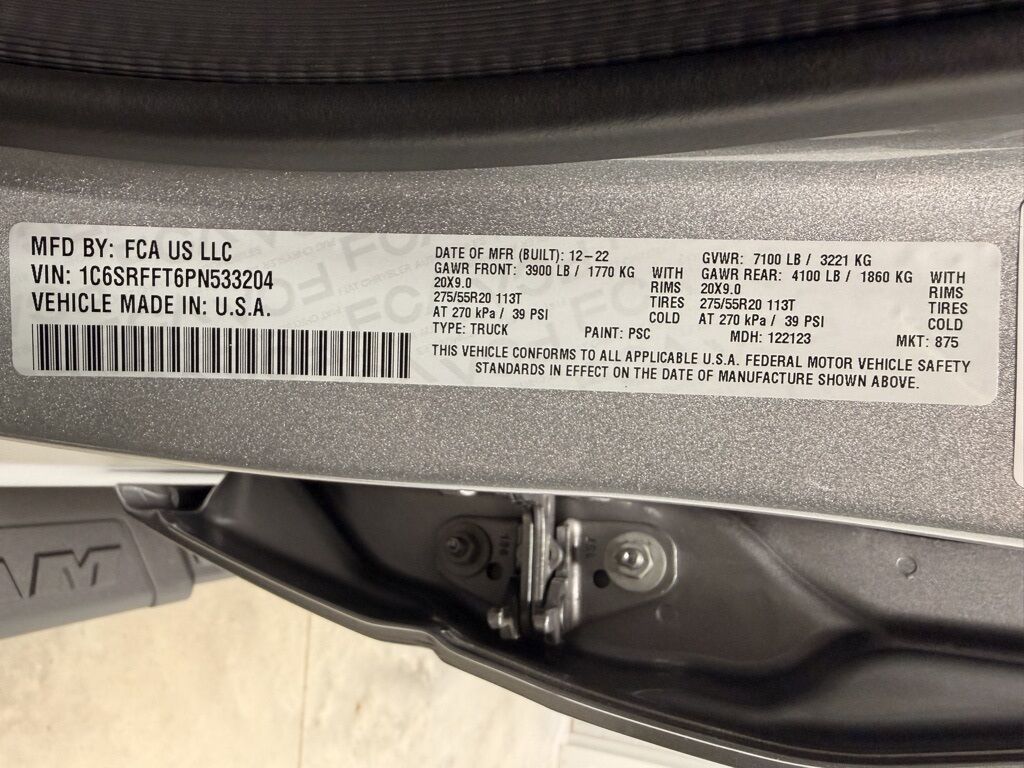 MFD BY: FCA US LLC
VIN: 1C6SRFFT6PN533204
VEHICLE MADE IN: U.S.A.
DATE OF MFR (BUILT): 12-22
GAWR FRONT: 3900 LB / 1770 KG WITH
20X9.0 RIMS
275/55R20 113T TIRES
AT 270 kPa / 39 PSI COLD
TYPE: TRUCK PAINT: PSC
GVWR: 7100 LB / 3221 KG
GAWR REAR: 4100 LB / 1860 KG WITH
20X9.0 RIMS
275/55R20 113T TIRES
AT 270 kPa / 39 PSI COLD
MDH: 122123 MKT: 875
THIS VEHICLE CONFORMS TO ALL APPLICABLE U.S.A. FEDERAL MOTOR VEHICLE SAFETY
STANDARDS IN EFFECT ON THE DATE OF MANUFACTURE SHOWN ABOVE.